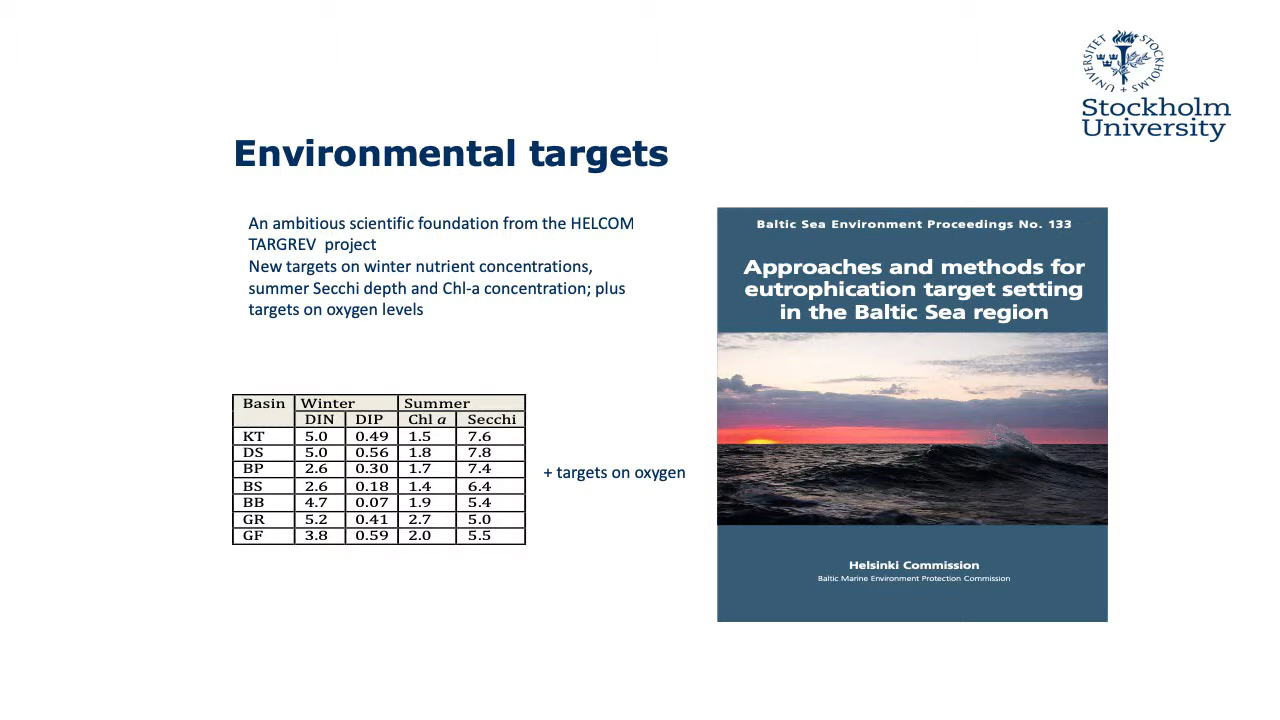 STOCKHOLMS UNIVERSITET
Stockholm
University
Environmental targets
An ambitious scientific foundation from the HELCOM
TARGREV project
New targets on winter nutrient concentrations,
summer Secchi depth and Chl-a concentration; plus
targets on oxygen levels
Basin Winter Summer
DIN DIP Chl a Secchi
KT 5.0 0.49 1.5 7.6
DS 5.0 0.56 1.8 7.8
BP 2.6 0.30 1.7 7.4
BS 2.6 0.18 1.4 6.4
BB 4.7 0.07 1.9 5.4
GR 5.2 0.41 2.7 5.0
GF 3.8 0.59 2.0 5.5
+ targets on oxygen
Baltic Sea Environment Proceedings No. 133
Approaches and methods for
eutrophication target setting
in the Baltic Sea region
Helsinki Commission
Baltic Marine Environment Protection Commission